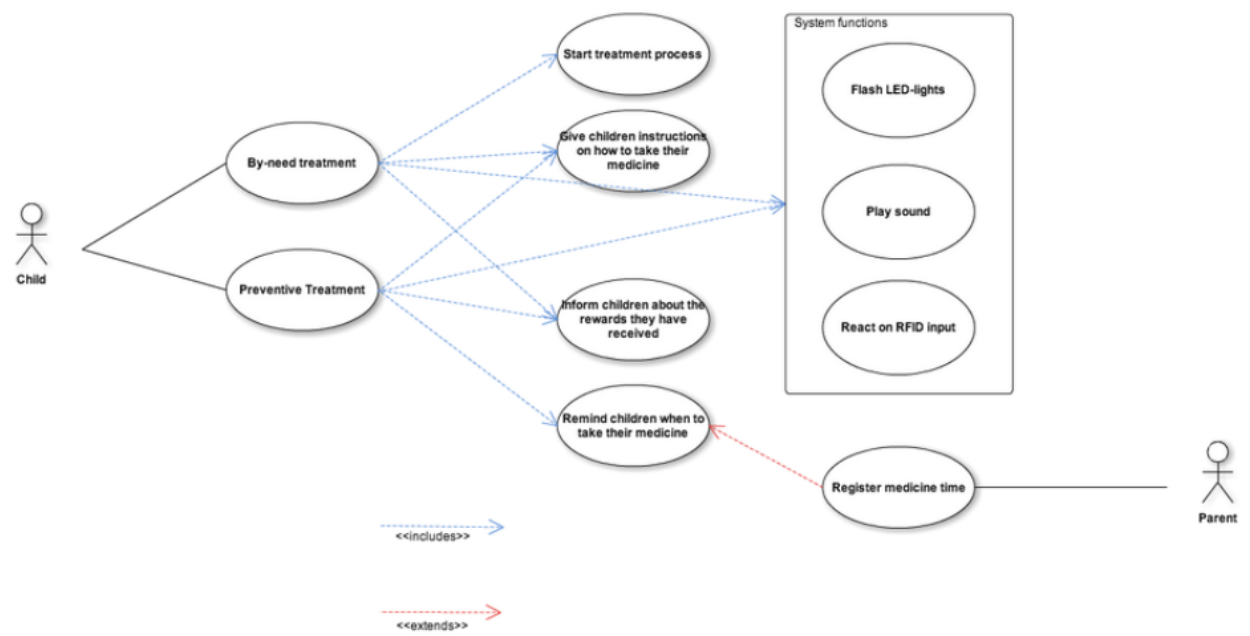 System functions
Start treatment process
Flash LED-lights
Give children instructions
on how to take their
medicine
By-need treatment
Play sound
Child
Preventive Treatment
Inform children about the
rewards they have
received
React on RFID input
Remind children when to
take their medicine
Register medicine time
Parent
<<includes>>
<<extends>>